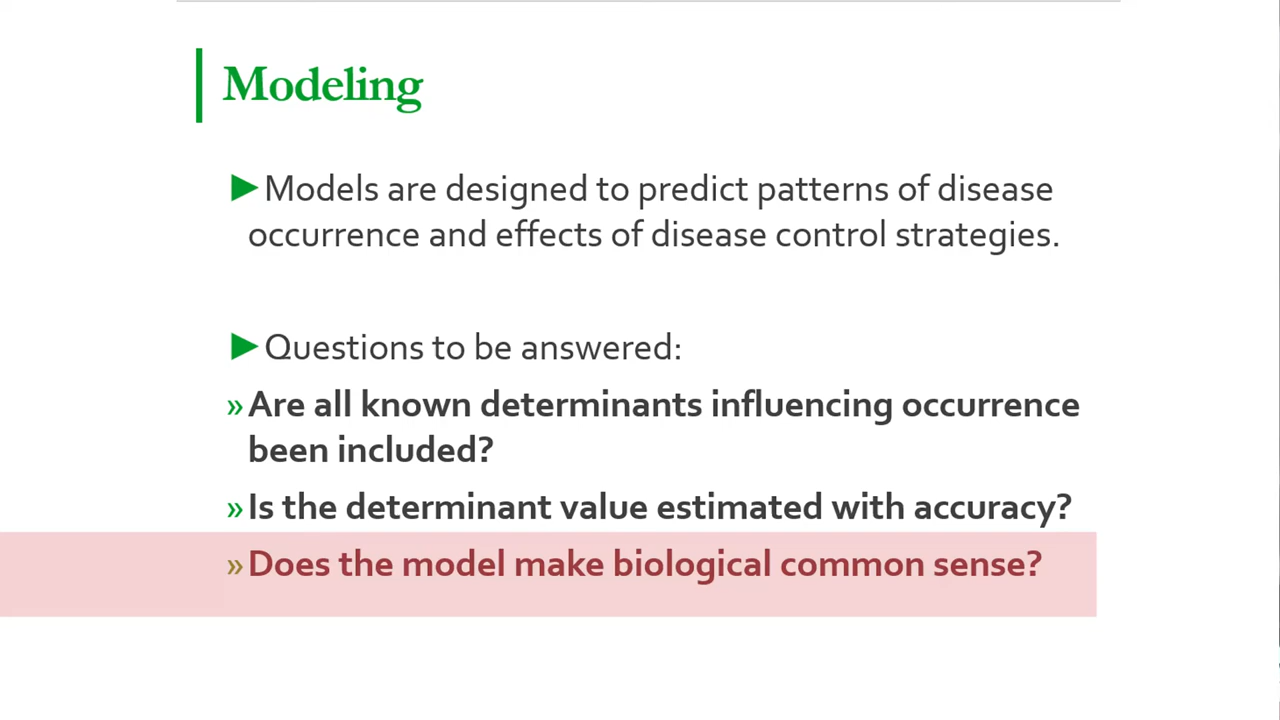 Modeling
►Models are designed to predict patterns of disease
occurrence and effects of disease control strategies.
►Questions to be answered:
»Are all known determinants influencing occurrence
been included?
»Is the determinant value estimated with accuracy?
»Does the model make biological common sense?